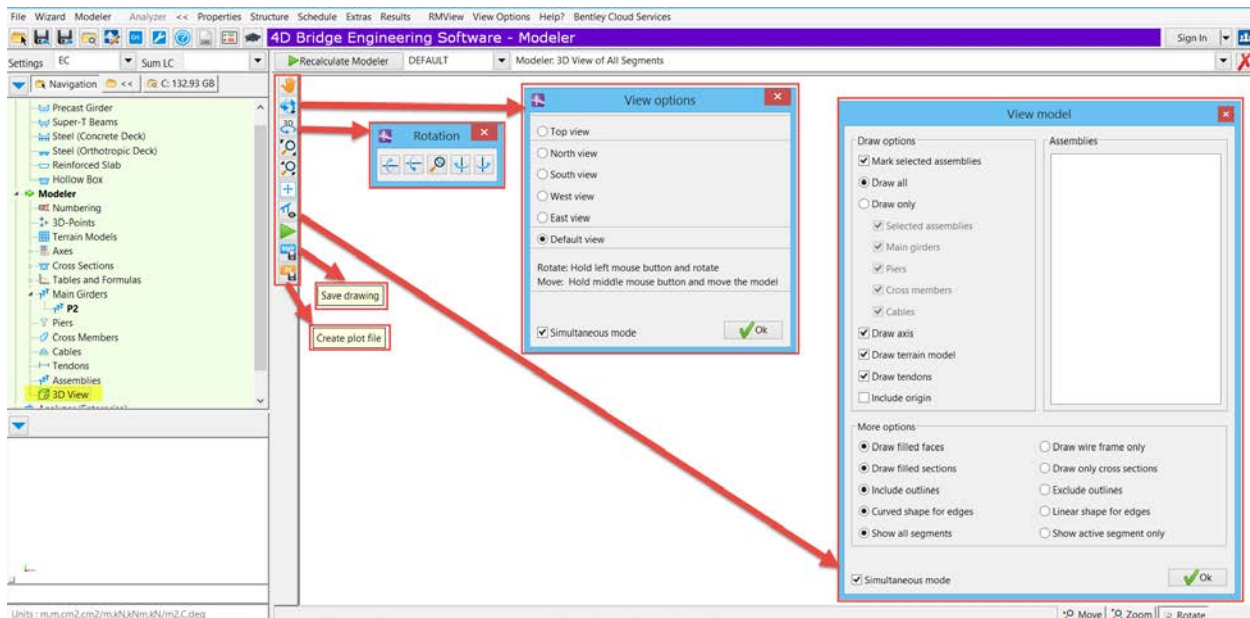 File Wizard Modeler Analyzer << Properties Structure Schedule Extras Results RMView View Options Help? Bentley Cloud Services
4D Bridge Engineering Software - Modeler
Sign In
Settings EC Sum LC
Recalculate Modeler DEFAULT Modeler: 3D View of All Segments
Navigation << C: 132.93 GB
Precast Girder
Super-T Beams
Steel (Concrete Deck)
Steel (Orthotropic Deck)
Reinforced Slab
Hollow Box
Modeler
Numbering
3D-Points
Terrain Models
Axes
Cross Sections
Tables and Formulas
Main Girders
P2
Piers
Cross Members
Cables
Tendons
Assemblies
3D View
3D
Rotation
Save drawing
Create plot file
View options
Top view
North view
South view
West view
East view
Default view
Rotate: Hold left mouse button and rotate
Move: Hold middle mouse button and move the model
Simultaneous mode
Ok
View model
Draw options
Mark selected assemblies
Draw all
Draw only
Selected assemblies
Main girders
Piers
Cross members
Cables
Draw axis
Draw terrain model
Draw tendons
Include origin
Assemblies
More options
Draw filled faces Draw wire frame only
Draw filled sections Draw only cross sections
Include outlines Exclude outlines
Curved shape for edges Linear shape for edges
Show all segments Show active segment only
Simultaneous mode
Ok
Units : m,m,cm2,cm2/m,kN,kNm,kN/m2,C,deg
Move Zoom Rotate